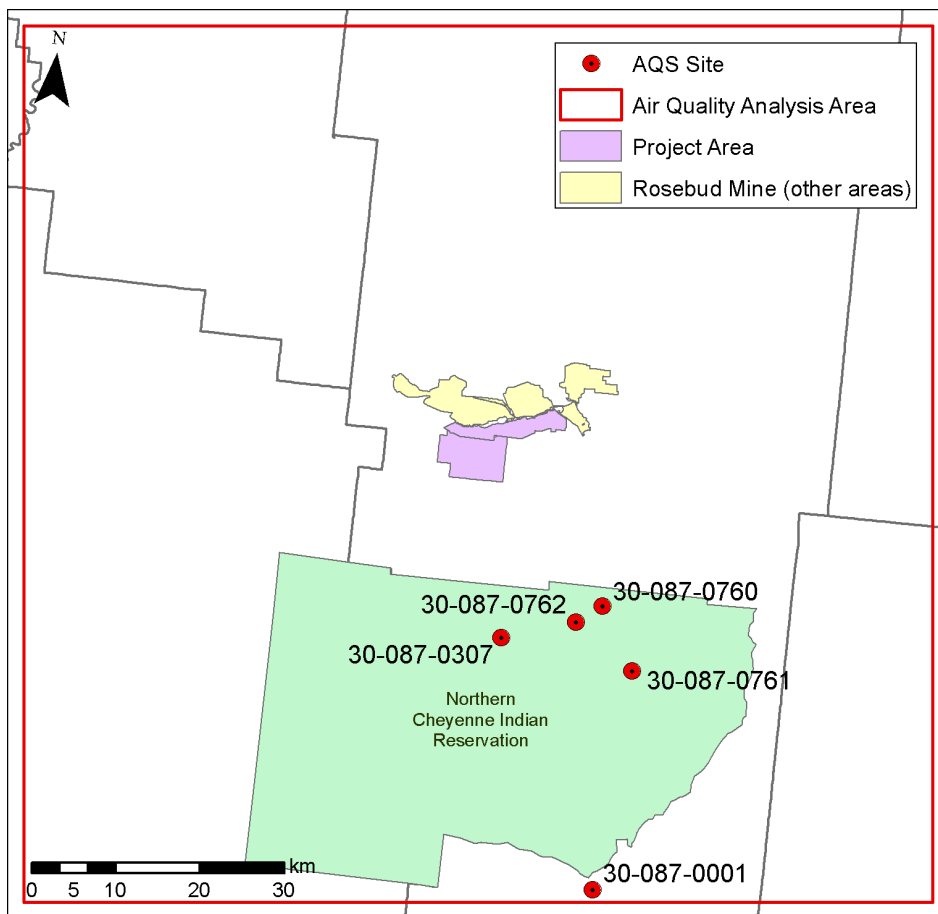 N
AQS Site
Air Quality Analysis Area
Project Area
Rosebud Mine (other areas)
30-087-0760
30-087-0762
30-087-0307
30-087-0761
Northern
Cheyenne Indian
Reservation
km
0 5 10 20 30
30-087-0001